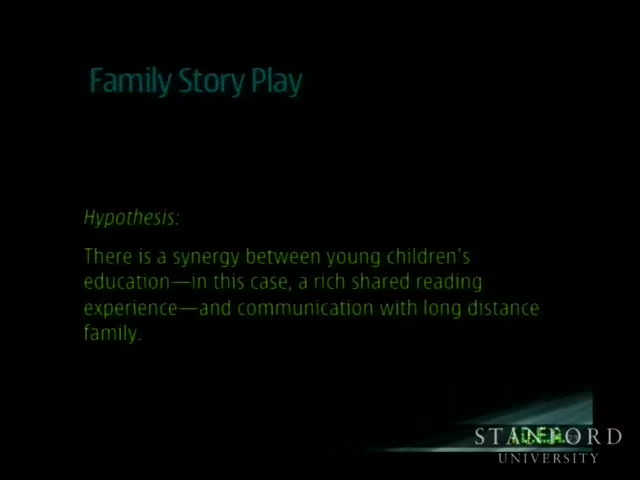 Family Story Play
Hypothesis:
There is a synergy between young children's
education—in this case, a rich shared reading
experience—and communication with long distance
family.
STANFORD
UNIVERSITY